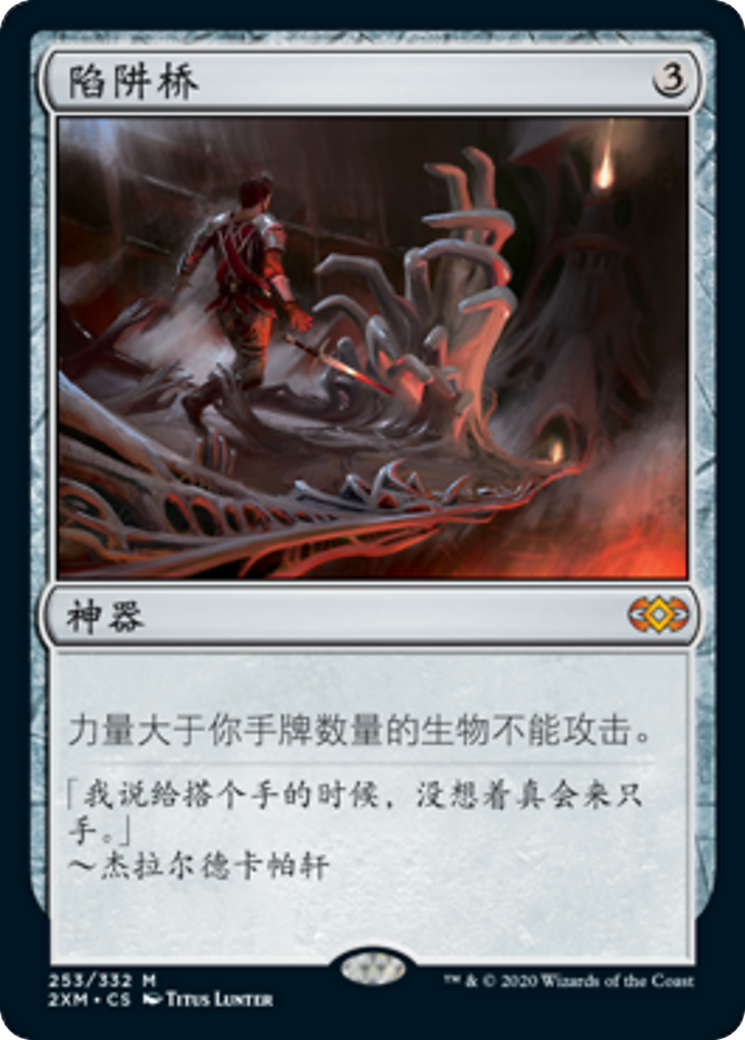 陷阱桥
3
神器
力量大于你手牌数量的生物不能攻击。
「我说给搭个手的时候，没想着真会来只
手。」
～杰拉尔德卡帕轩
253/332 M
2XM • CS Titus Lunter
™ & © 2020 Wizards of the Coast